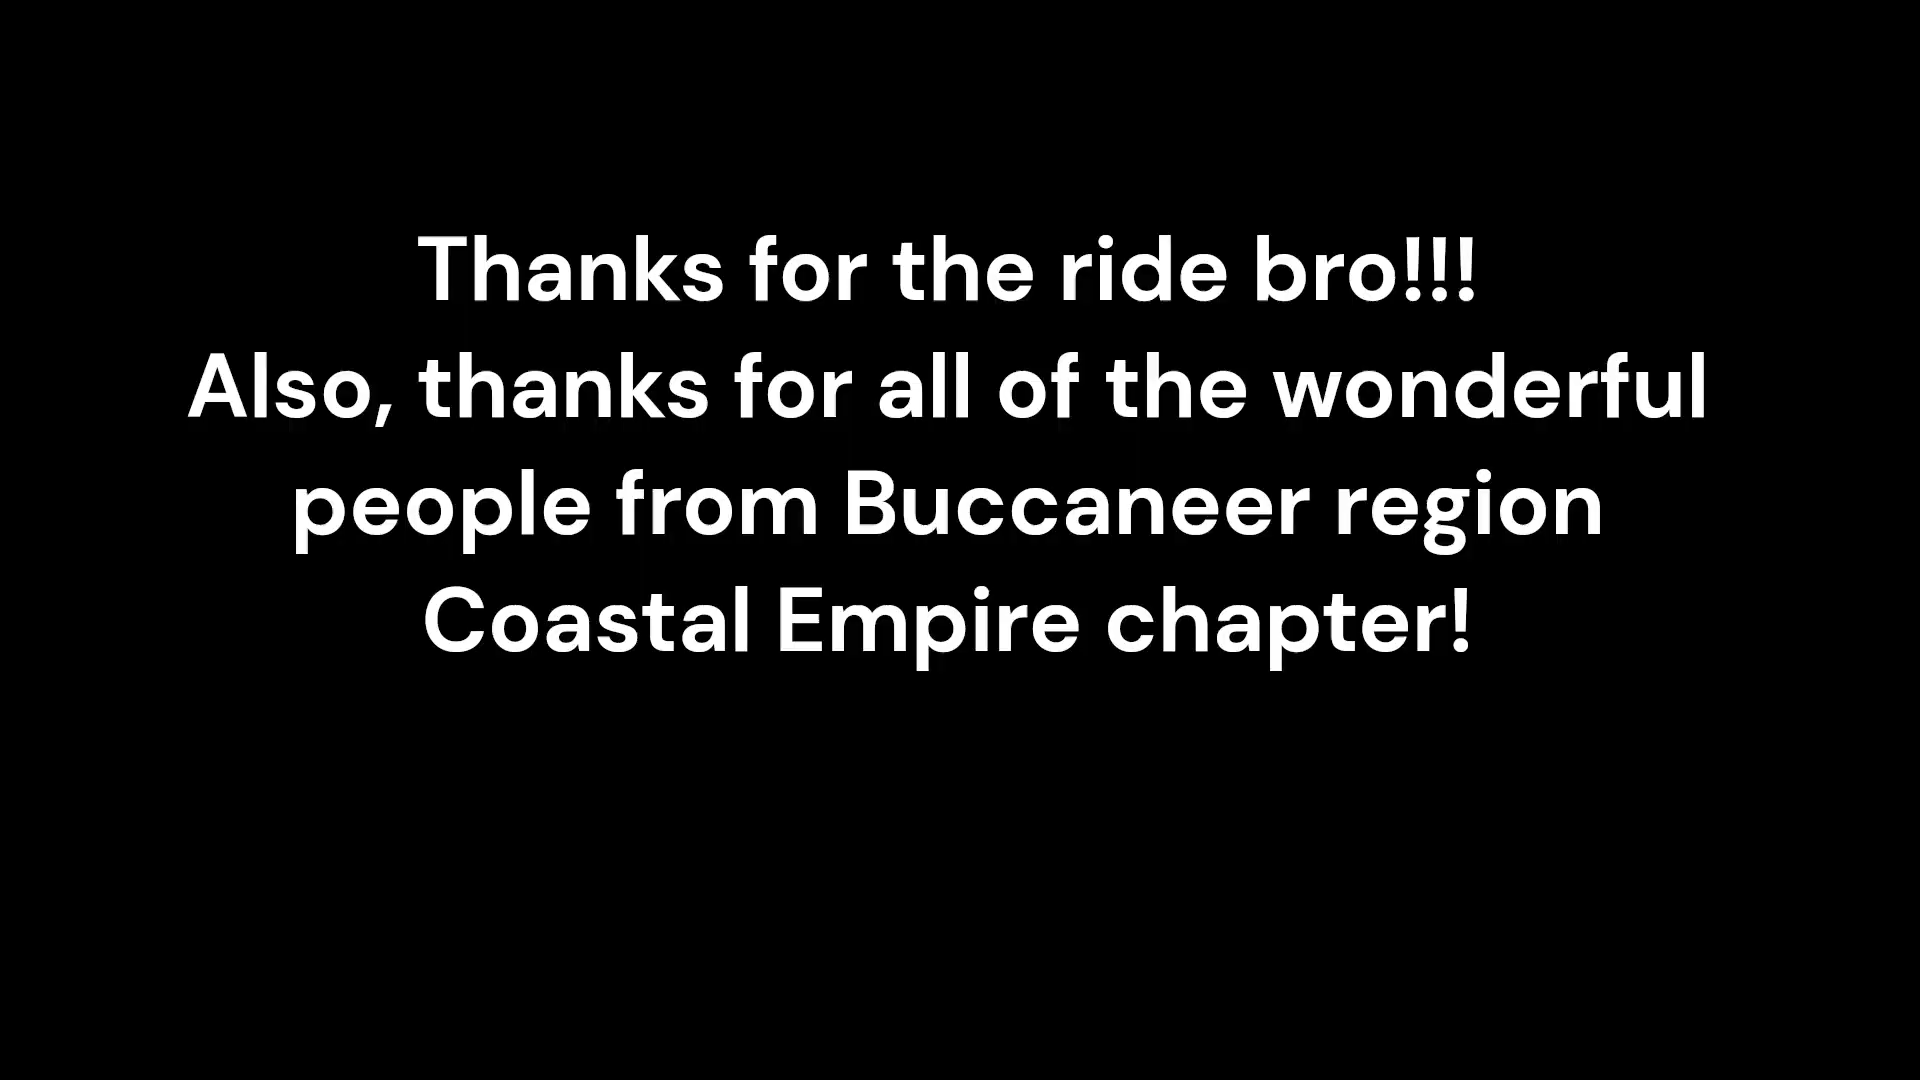 Thanks for the ride bro!!!
Also, thanks for all of the wonderful
people from Buccaneer region
Coastal Empire chapter!